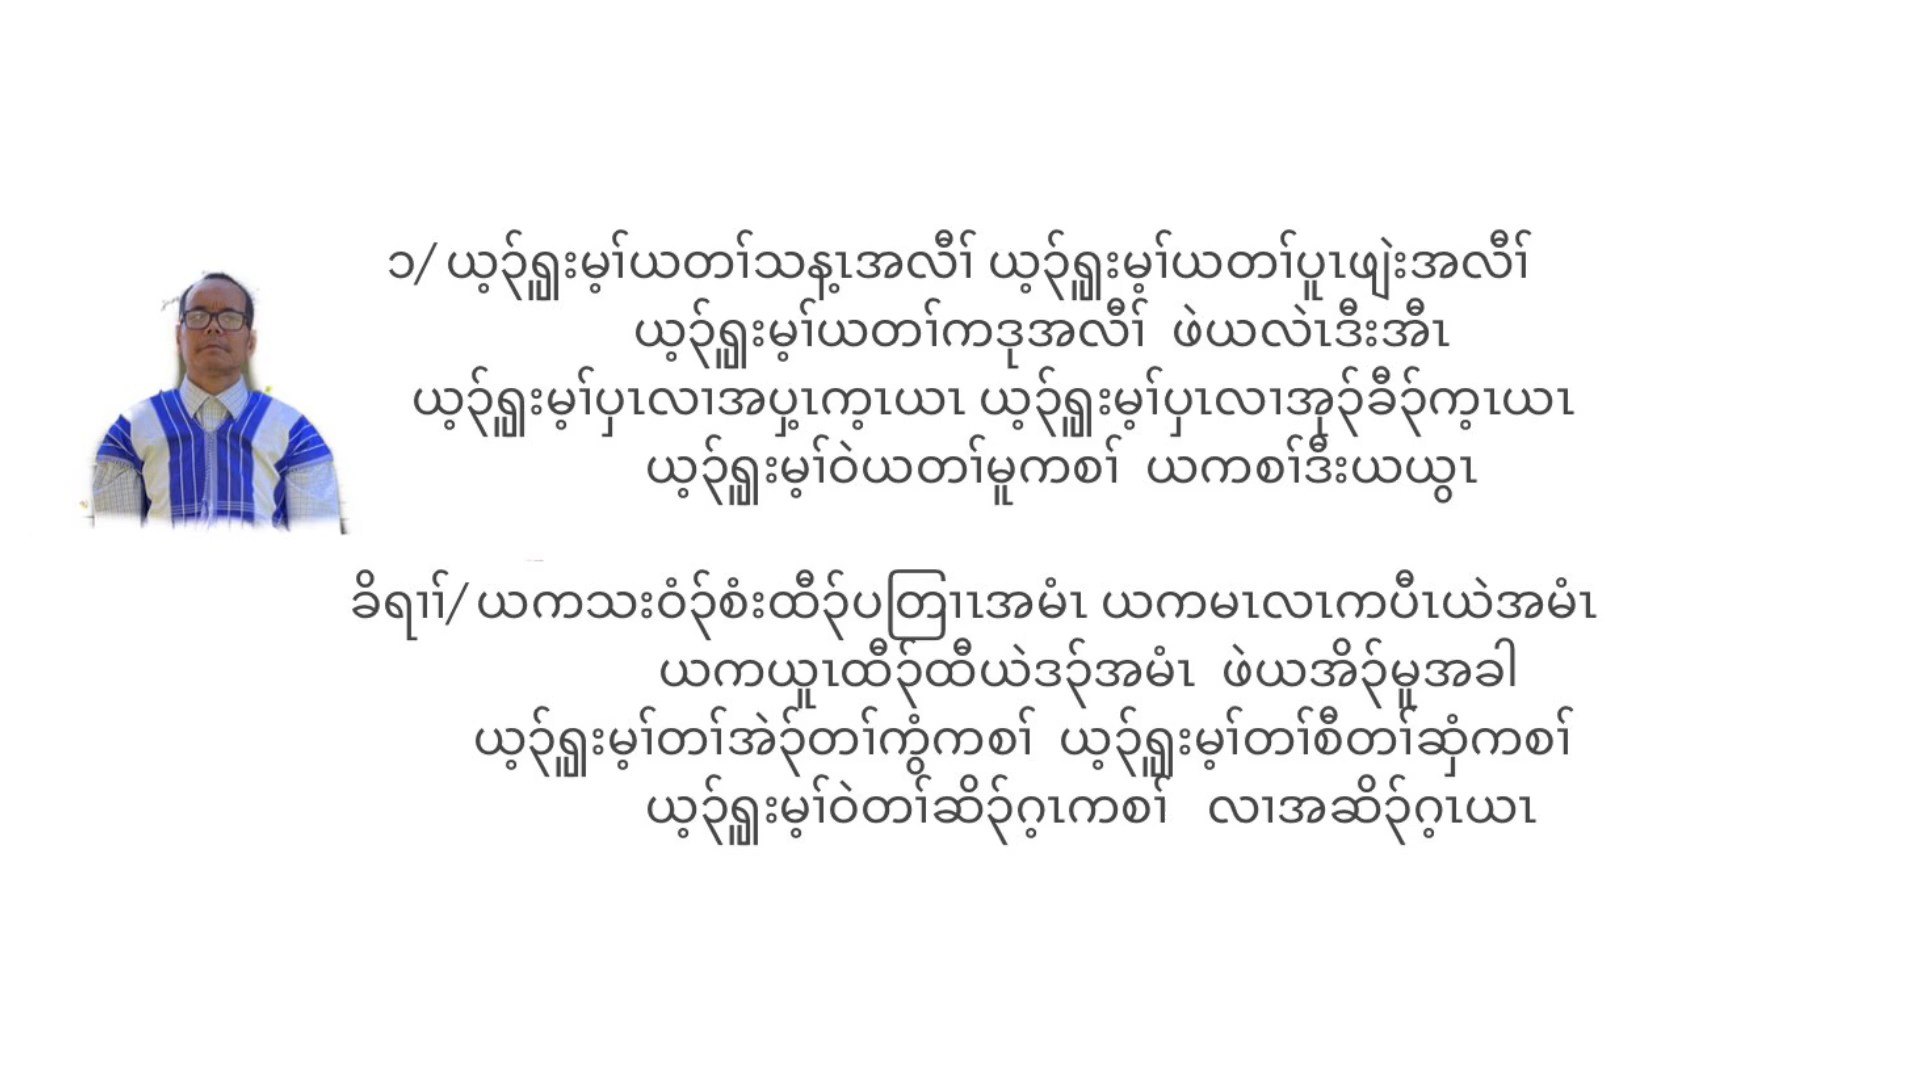 ၁/ ယ့ၣ်ရှူးမ့ၢ်ယတၢ်သန့ၤအလီၢ် ယ့ၣ်ရှူးမ့ၢ်ယတၢ်ပူၤဖျဲးအလီၢ်
ယ့ၣ်ရှူးမ့ၢ်ယတၢ်ကဒုအလီၢ် ဖဲယလဲၤဒီးအီၤ
ယ့ၣ်ရှူးမ့ၢ်ပှၤလၢအပှ့ၤက့ၤယၤ ယ့ၣ်ရှူးမ့ၢ်ပှၤလၢအုၣ်ခီၣ်က့ၤယၤ
ယ့ၣ်ရှူးမ့ၢ်ဝဲယတၢ်မူကစၢ် ယကစၢ်ဒီးယယွၤ
ခိရၢၢ်/ ယကသးဝံၣ်စံးထီၣ်ပတြၢၤအမံၤ ယကမၤလၤကပီၤယဲအမံၤ
ယကယူၤထီၣ်ထီယဲဒၣ်အမံၤ ဖဲယအိၣ်မူအခါ
ယ့ၣ်ရှူးမ့ၢ်တၢ်အဲၣ်တၢ်ကွံကစၢ် ယ့ၣ်ရှူးမ့ၢ်တၢ်စီတၢ်ဆှံကစၢ်
ယ့ၣ်ရှူးမ့ၢ်ဝဲတၢ်ဆိၣ်ဂ့ၤကစၢ် လၢအဆိၣ်ဂ့ၤယၤ